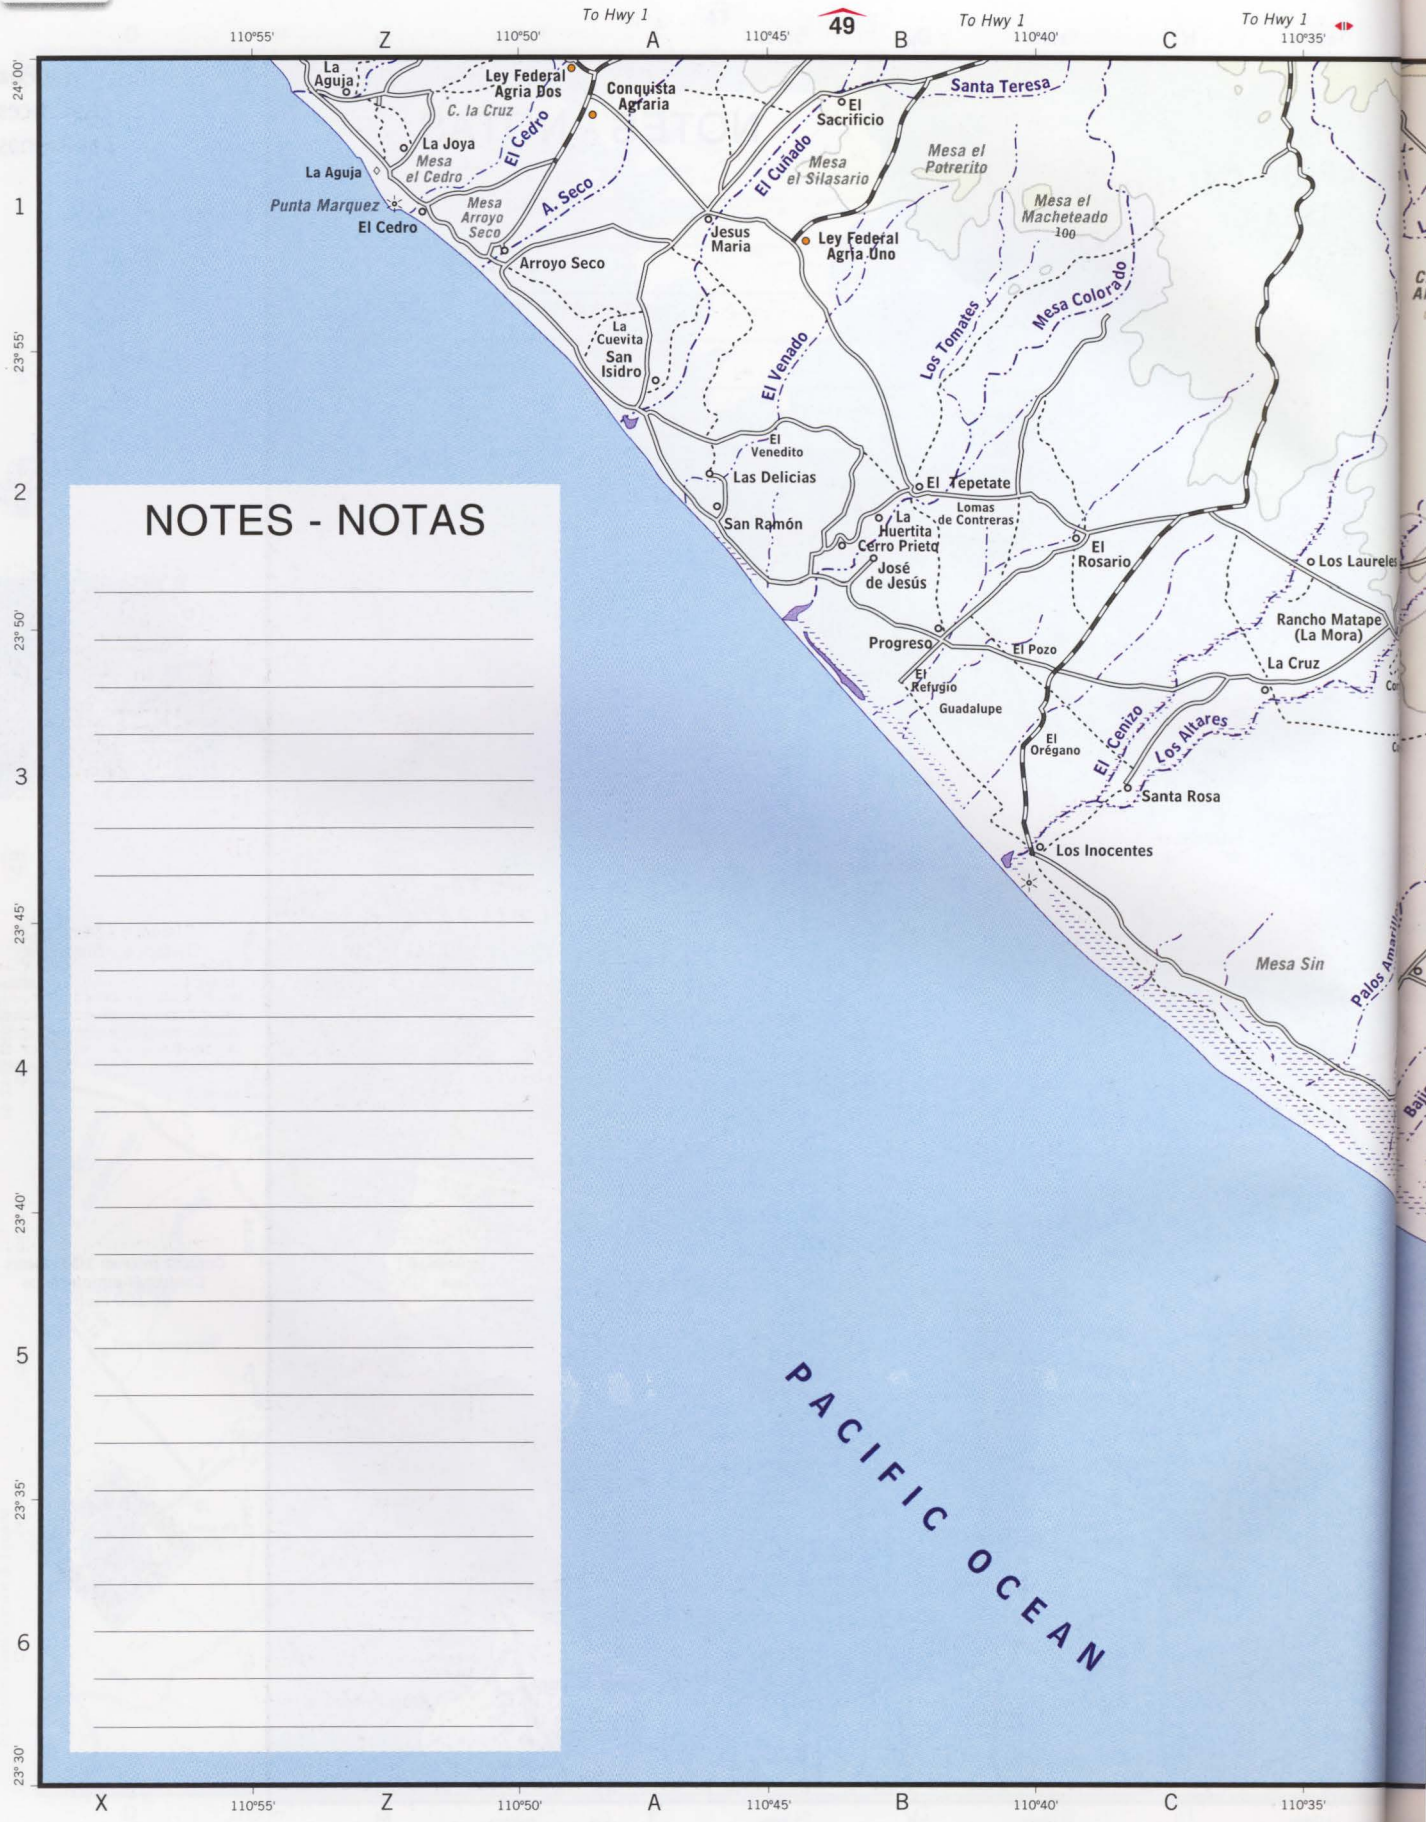 To Hwy 1
49
To Hwy 1
To Hwy 1
110°55'
Z
110°50'
A
110°45'
B
110°40'
C
110°35'
24° 00'
1
23° 55'
2
23° 50'
3
23° 45'
4
23° 40'
5
23° 35'
6
23° 30'
La
Aguja
Ley Federal
Agria Dos
Conquista
Agraria
Santa Teresa
C. la Cruz
El Cedro
El
Sacrificio
La Joya
Mesa
el Cedro
La Aguja
Punta Marquez
El Cedro
Mesa
Arroyo
Seco
A. Seco
El Cuñado
Mesa
el Silasario
Mesa el
Potrerito
Mesa el
Macheteado
100
Jesus
Maria
Ley Federal
Agria Uno
Arroyo Seco
Mesa Colorado
Los Tomates
La
Cuevita
San
Isidro
El Venado
El
Venedito
Las Delicias
San Ramón
El Tepetate
Lomas
de Contreras
La
Huertita
Cerro Prieto
José
de Jesús
El
Rosario
Los Laureles
Rancho Matape
(La Mora)
La Cruz
Progreso
El Pozo
El
Refugio
Guadalupe
El
Orégano
El Cenizo
Los Altares
Santa Rosa
Los Inocentes
Mesa Sin
Palos Amarill
NOTES - NOTAS
PACIFIC OCEAN
X
110°55'
Z
110°50'
A
110°45'
B
110°40'
C
110°35'